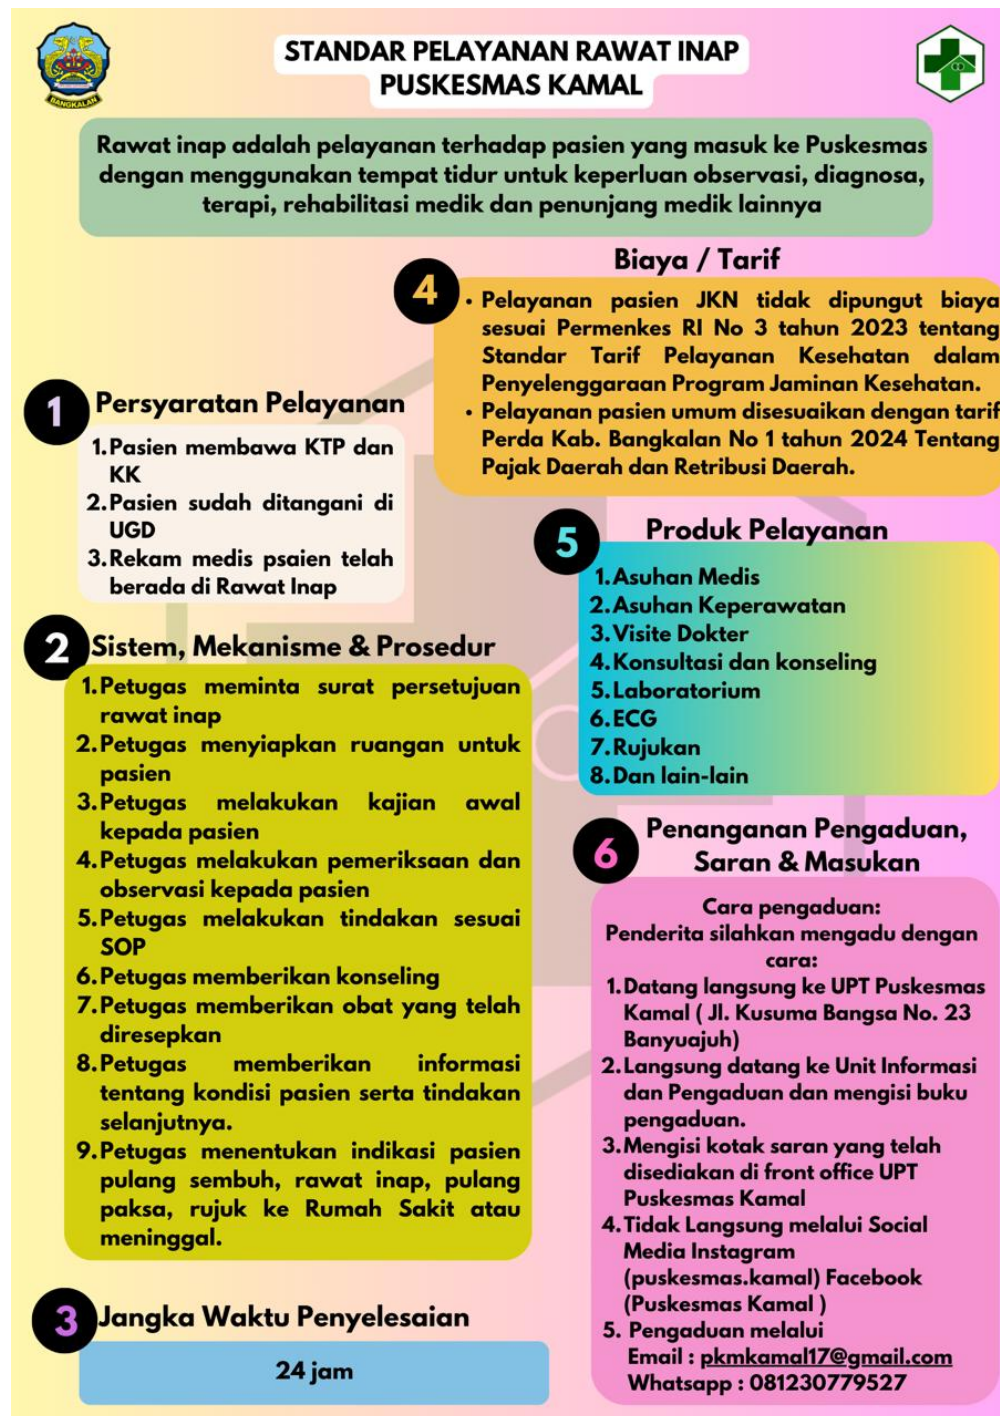 BANGKALAN
STANDAR PELAYANAN RAWAT INAP
PUSKESMAS KAMAL
Rawat inap adalah pelayanan terhadap pasien yang masuk ke Puskesmas
dengan menggunakan tempat tidur untuk keperluan observasi, diagnosa,
terapi, rehabilitasi medik dan penunjang medik lainnya
1
Persyaratan Pelayanan
1.Pasien membawa KTP dan
KK
2.Pasien sudah ditangani di
UGD
3.Rekam medis psaien telah
berada di Rawat Inap
2
Sistem, Mekanisme & Prosedur
1.Petugas meminta surat persetujuan
rawat inap
2.Petugas menyiapkan ruangan untuk
pasien
3.Petugas melakukan kajian awal
kepada pasien
4.Petugas melakukan pemeriksaan dan
observasi kepada pasien
5.Petugas melakukan tindakan sesuai
SOP
6.Petugas memberikan konseling
7.Petugas memberikan obat yang telah
diresepkan
8.Petugas memberikan informasi
tentang kondisi pasien serta tindakan
selanjutnya.
9.Petugas menentukan indikasi pasien
pulang sembuh, rawat inap, pulang
paksa, rujuk ke Rumah Sakit atau
meninggal.
3
Jangka Waktu Penyelesaian
24 jam
4
Biaya / Tarif
• Pelayanan pasien JKN tidak dipungut biaya
sesuai Permenkes RI No 3 tahun 2023 tentang
Standar Tarif Pelayanan Kesehatan dalam
Penyelenggaraan Program Jaminan Kesehatan.
• Pelayanan pasien umum disesuaikan dengan tarif
Perda Kab. Bangkalan No 1 tahun 2024 Tentang
Pajak Daerah dan Retribusi Daerah.
5
Produk Pelayanan
1.Asuhan Medis
2.Asuhan Keperawatan
3.Visite Dokter
4.Konsultasi dan konseling
5.Laboratorium
6.ECG
7.Rujukan
8.Dan lain-lain
6
Penanganan Pengaduan,
Saran & Masukan
Cara pengaduan:
Penderita silahkan mengadu dengan
cara:
1.Datang langsung ke UPT Puskesmas
Kamal ( Jl. Kusuma Bangsa No. 23
Banyuajuh)
2.Langsung datang ke Unit Informasi
dan Pengaduan dan mengisi buku
pengaduan.
3.Mengisi kotak saran yang telah
disediakan di front office UPT
Puskesmas Kamal
4.Tidak Langsung melalui Social
Media Instagram
(puskesmas.kamal) Facebook
(Puskesmas Kamal )
5. Pengaduan melalui
Email : pkmkamal17@gmail.com
Whatsapp : 081230779527